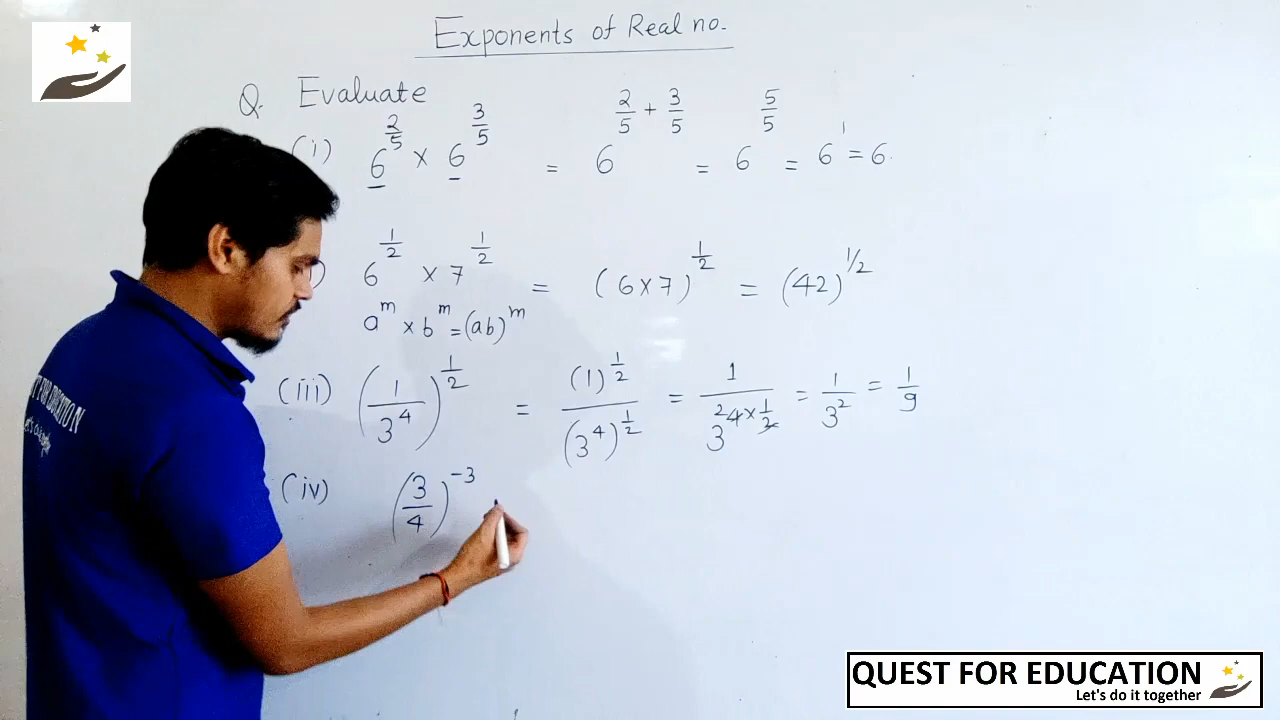 Exponents of Real no.
Q. Evaluate
(i) 6^{2/5} × 6^{3/5} = 6^{2/5 + 3/5} = 6^{5/5} = 6^1 = 6.
) 6^{1/2} × 7^{1/2} = (6×7)^{1/2} = (42)^{1/2}
a^m × b^m = (ab)^m
(iii) (1/3^4)^{1/2} = (1)^{1/2}/(3^4)^{1/2} = 1/3^{4×1/2} = 1/3^2 = 1/9
(iv) (3/4)^{-3}
QUEST FOR EDUCATION
Let's do it together